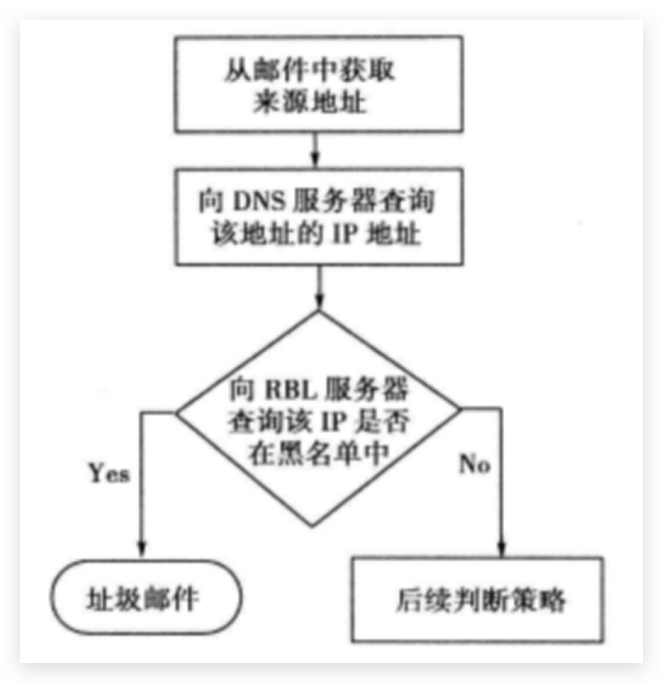 从邮件中获取
来源地址
向 DNS 服务器查询
该地址的 IP 地址
向 RBL 服务器
查询该 IP 是否
在黑名单中
Yes
No
址圾邮件
后续判断策略